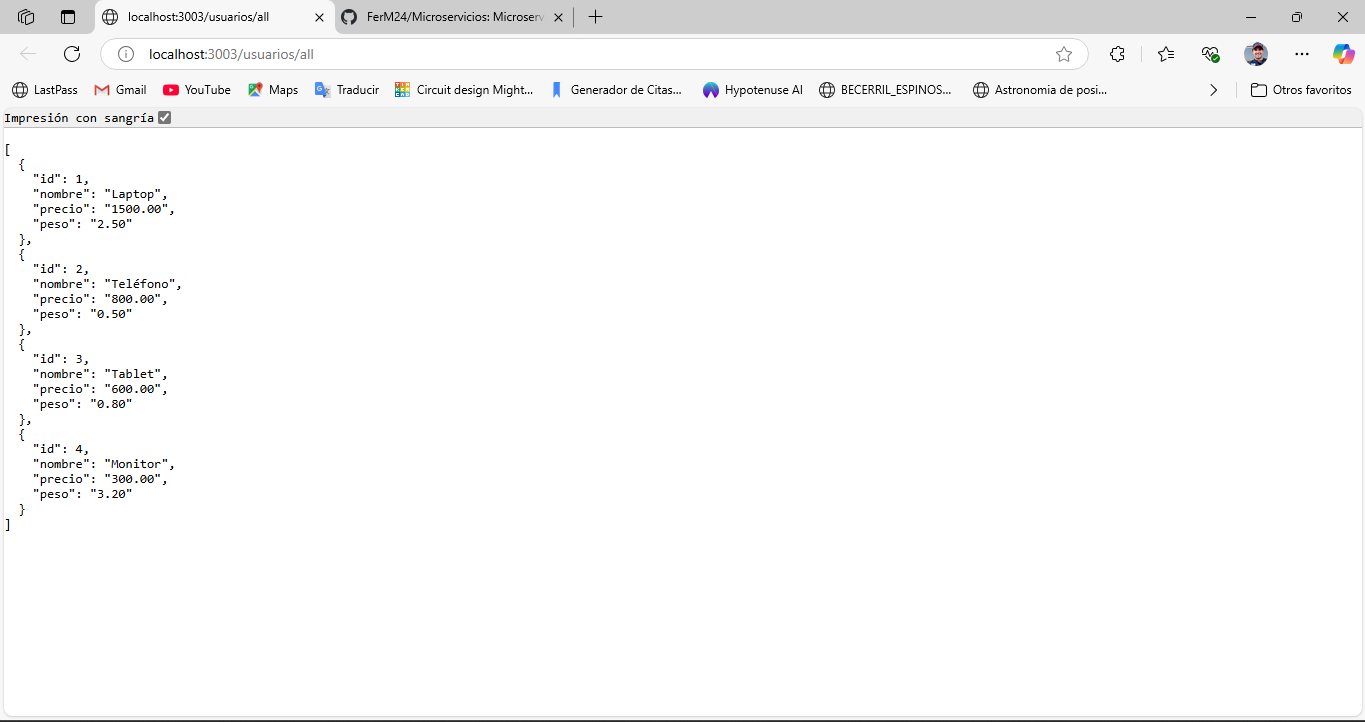 localhost:3003/usuarios/all
FerM24/Microservicios: Microserv
localhost:3003/usuarios/all
LastPass
Gmail
YouTube
Maps
Traducir
Circuit design Might...
Generador de Citas...
Hypotenuse AI
BECERRIL_ESPINOS...
Astronomia de posi...
Otros favoritos
Impresión con sangría
[
  {
    "id": 1,
    "nombre": "Laptop",
    "precio": "1500.00",
    "peso": "2.50"
  },
  {
    "id": 2,
    "nombre": "Teléfono",
    "precio": "800.00",
    "peso": "0.50"
  },
  {
    "id": 3,
    "nombre": "Tablet",
    "precio": "600.00",
    "peso": "0.80"
  },
  {
    "id": 4,
    "nombre": "Monitor",
    "precio": "300.00",
    "peso": "3.20"
  }
]